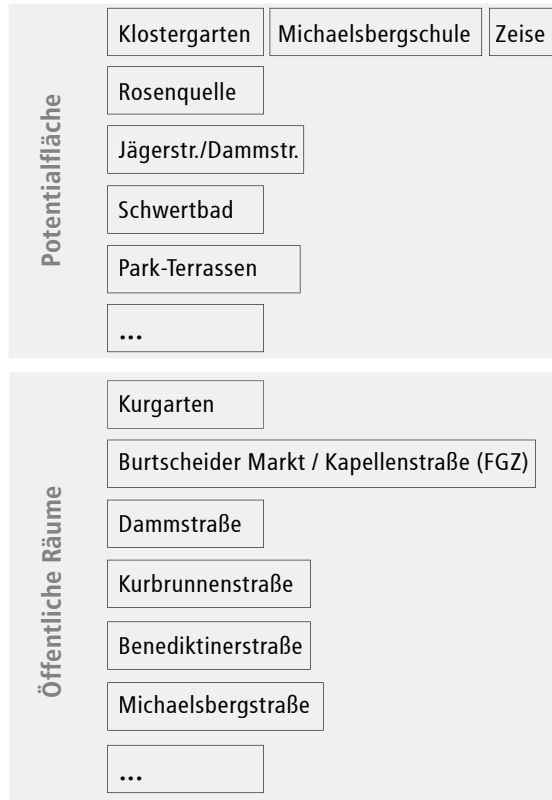 Potentialfläche
Klostergarten Michaelsbergschule Zeise
Rosenquelle
Jägerstr./Dammstr.
Schwertbad
Park-Terrassen
...
Öffentliche Räume
Kurgarten
Burtscheider Markt / Kapellenstraße (FGZ)
Dammstraße
Kurbrunnenstraße
Benediktinerstraße
Michaelsbergstraße
...